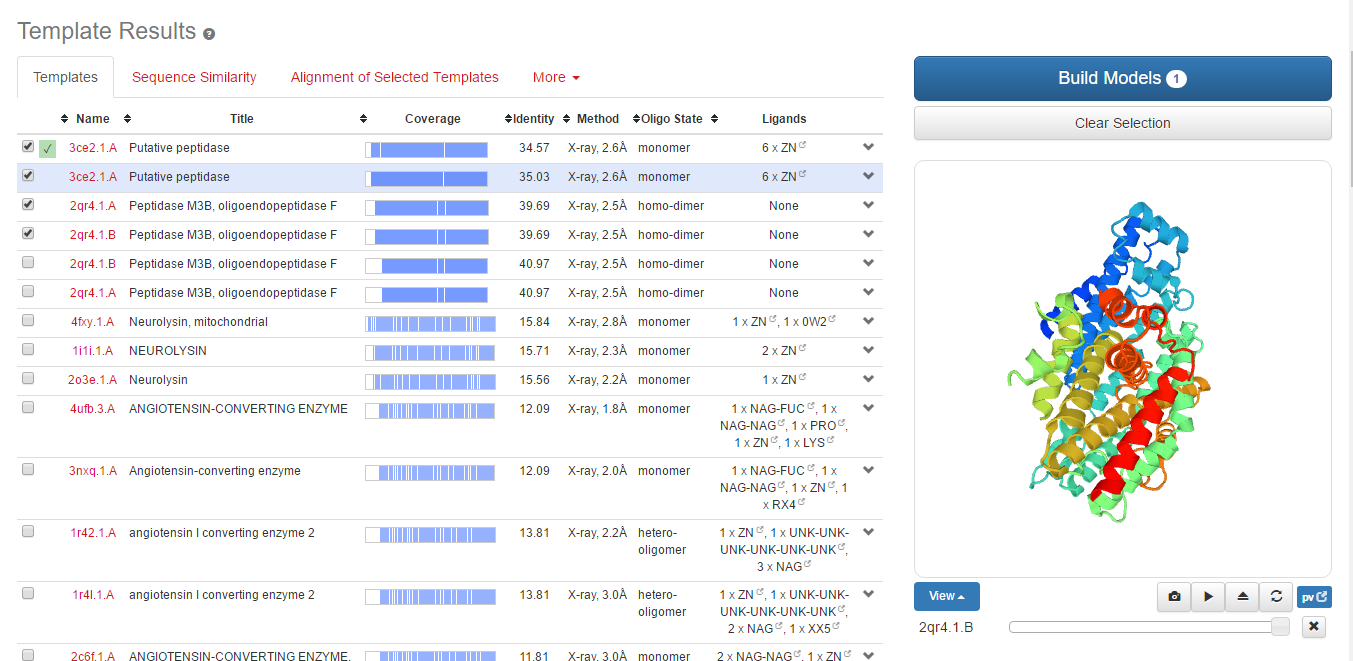 Template Results ?
Templates Sequence Similarity Alignment of Selected Templates More
Name Title Coverage Identity Method Oligo State Ligands
3ce2.1.A Putative peptidase 34.57 X-ray, 2.6Å monomer 6 x ZN
3ce2.1.A Putative peptidase 35.03 X-ray, 2.6Å monomer 6 x ZN
2qr4.1.A Peptidase M3B, oligoendopeptidase F 39.69 X-ray, 2.5Å homo-dimer None
2qr4.1.B Peptidase M3B, oligoendopeptidase F 39.69 X-ray, 2.5Å homo-dimer None
2qr4.1.B Peptidase M3B, oligoendopeptidase F 40.97 X-ray, 2.5Å homo-dimer None
2qr4.1.A Peptidase M3B, oligoendopeptidase F 40.97 X-ray, 2.5Å homo-dimer None
4fxy.1.A Neurolysin, mitochondrial 15.84 X-ray, 2.8Å monomer 1 x ZN, 1 x 0W2
1i1i.1.A NEUROLYSIN 15.71 X-ray, 2.3Å monomer 2 x ZN
2o3e.1.A Neurolysin 15.56 X-ray, 2.2Å monomer 1 x ZN
4ufb.3.A ANGIOTENSIN-CONVERTING ENZYME 12.09 X-ray, 1.8Å monomer 1 x NAG-FUC, 1 x
NAG-NAG, 1 x PRO,
1 x ZN, 1 x LYS
3nxq.1.A Angiotensin-converting enzyme 12.09 X-ray, 2.0Å monomer 1 x NAG-FUC, 1 x
NAG-NAG, 1 x ZN, 1
x RX4
1r42.1.A angiotensin I converting enzyme 2 13.81 X-ray, 2.2Å hetero- 1 x ZN, 1 x UNK-UNK-
oligomer UNK-UNK-UNK-UNK,
3 x NAG
1r4l.1.A angiotensin I converting enzyme 2 13.81 X-ray, 3.0Å hetero- 1 x ZN, 1 x UNK-UNK-
oligomer UNK-UNK-UNK-UNK,
2 x NAG, 1 x XX5
2c6f.1.A ANGIOTENSIN-CONVERTING ENZYME, 11.81 X-ray, 3.0Å monomer 2 x NAG-NAG, 1 x ZN
Build Models 1
Clear Selection
View
pv
2qr4.1.B